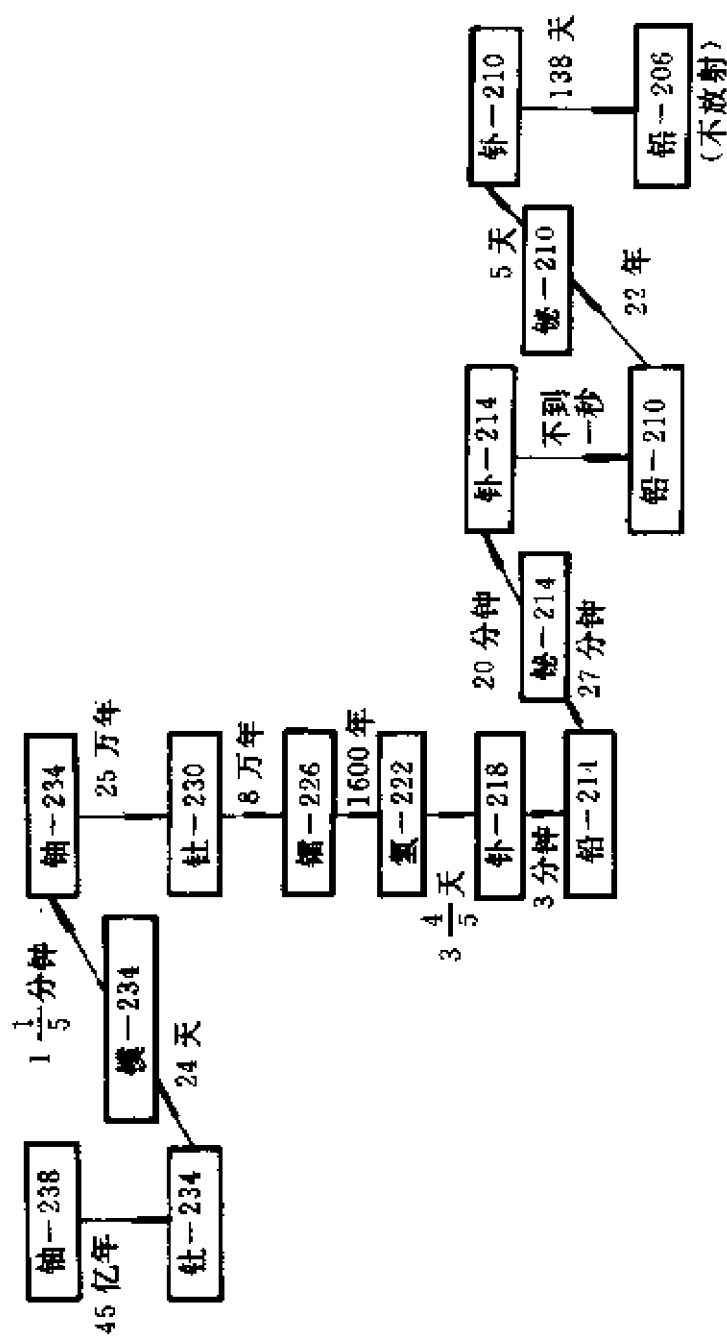 铀—238
45 亿年
钍—234
24 天
镤—234
1 1/5 分钟
铀—234
25 万年
钍—230
8 万年
镭—226
1600 年
氡—222
3 4/5 天
钋—218
3 分钟
铅—214
27 分钟
铋—214
20 分钟
钋—214
不到
一秒
铅—210
22 年
铋—210
5 天
钋—210
138 天
铅—206
(不放射)